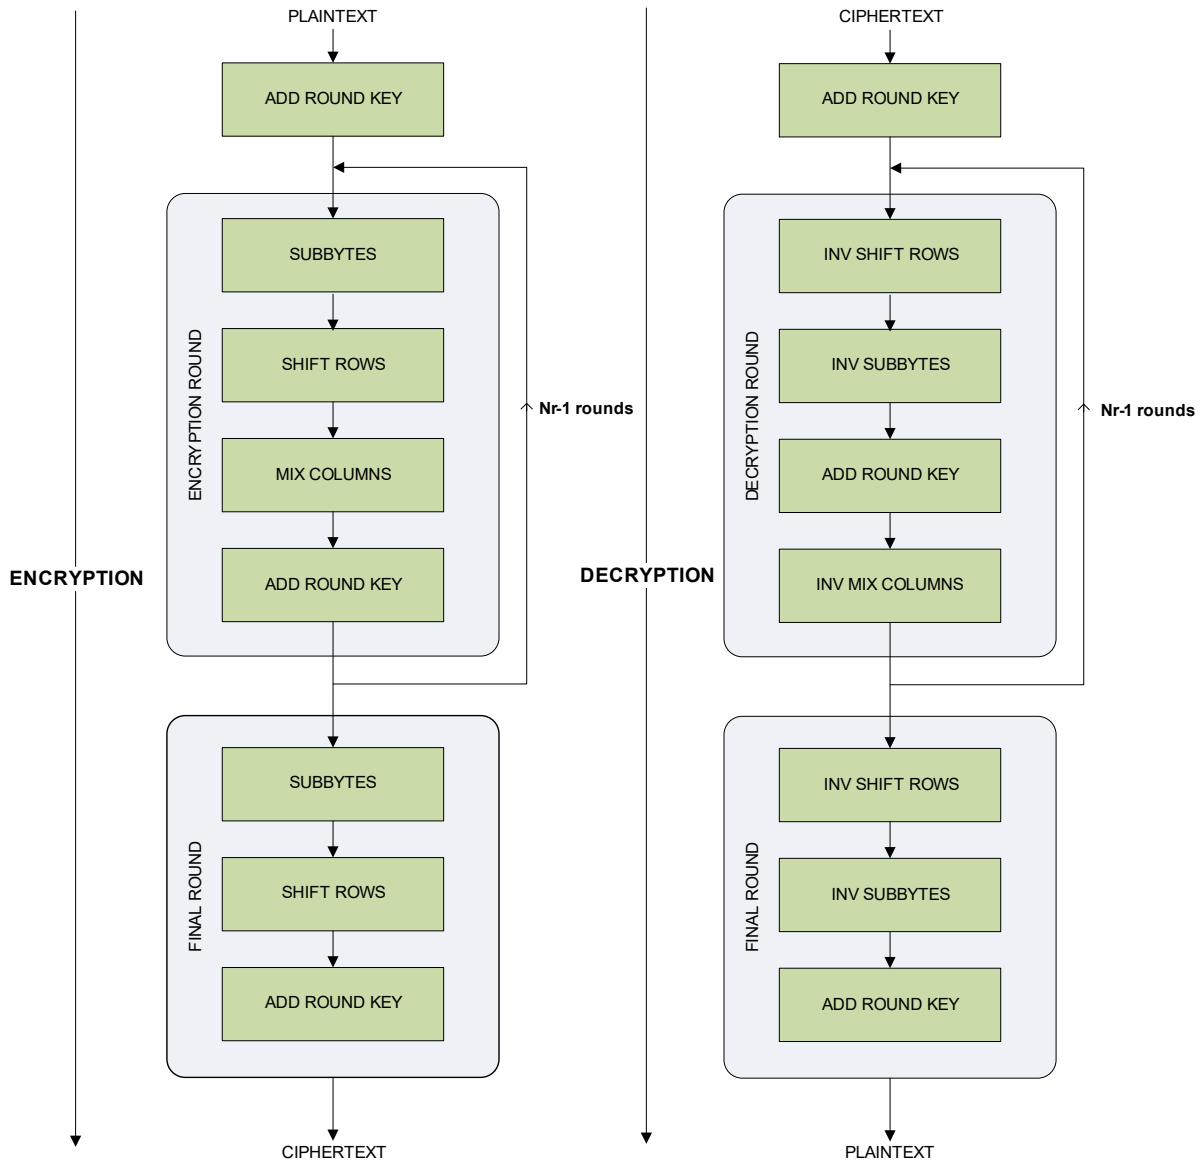 PLAINTEXT
ADD ROUND KEY
SUBBYTES
SHIFT ROWS
MIX COLUMNS
ADD ROUND KEY
ENCRYPTION ROUND
Nr-1 rounds
ENCRYPTION
SUBBYTES
SHIFT ROWS
ADD ROUND KEY
FINAL ROUND
CIPHERTEXT
CIPHERTEXT
ADD ROUND KEY
INV SHIFT ROWS
INV SUBBYTES
ADD ROUND KEY
INV MIX COLUMNS
DECRYPTION ROUND
Nr-1 rounds
DECRYPTION
INV SHIFT ROWS
INV SUBBYTES
ADD ROUND KEY
FINAL ROUND
PLAINTEXT